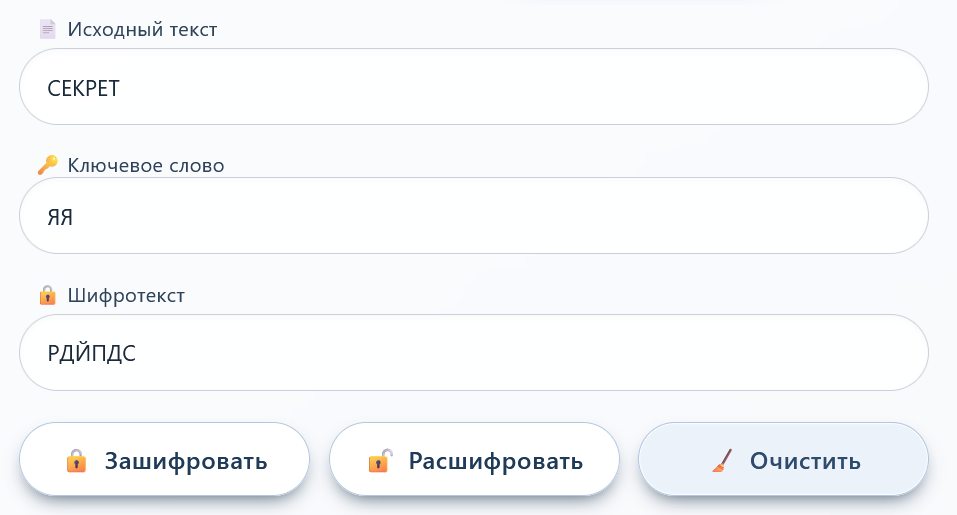 Исходный текст
СЕКРЕТ
Ключевое слово
ЯЯ
Шифротекст
РДЙПДС
Зашифровать
Расшифровать
Очистить